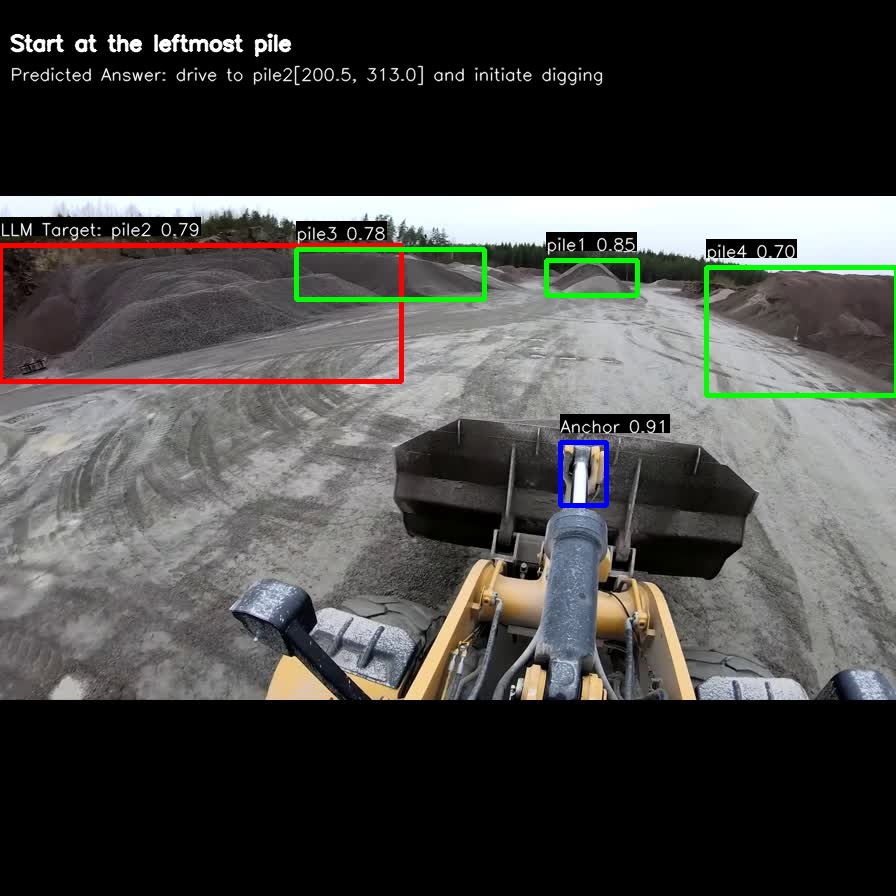 Start at the leftmost pile
Predicted Answer: drive to pile2[200.5, 313.0] and initiate digging
LLM Target: pile2 0.79
pile3 0.78
pile1 0.85
pile4 0.70
Anchor 0.91